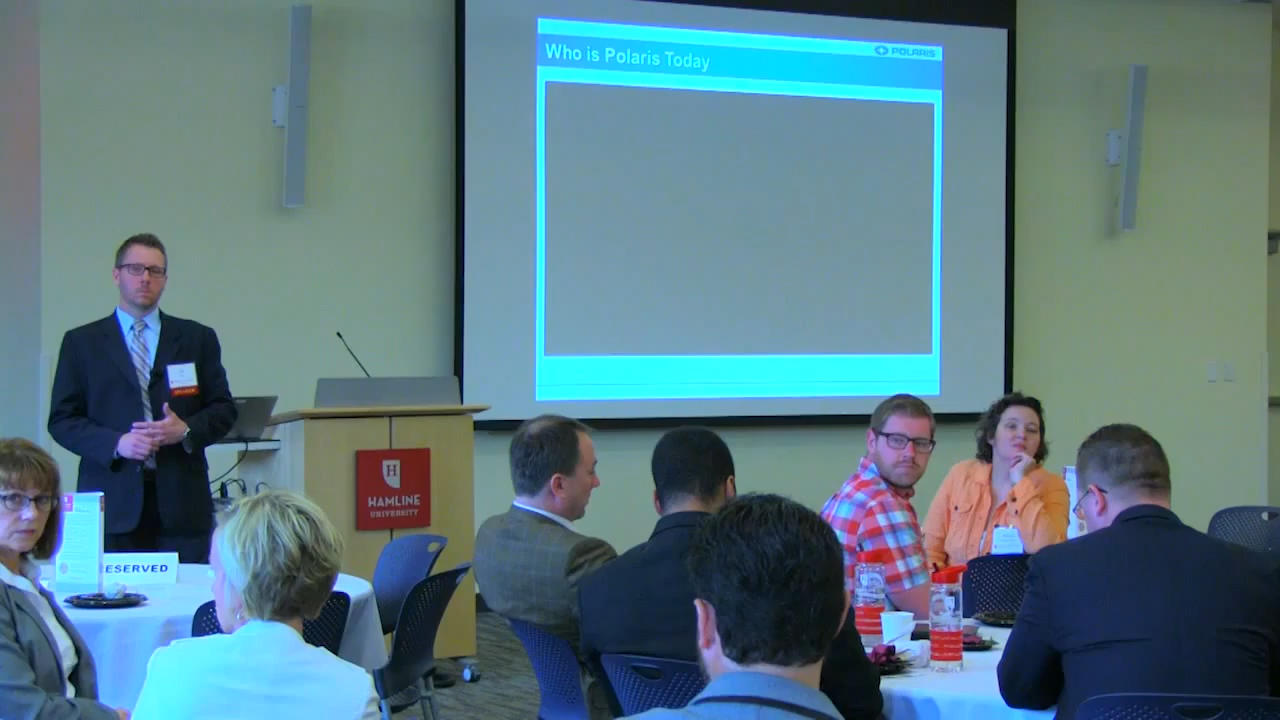 Who is Polaris Today
POLARIS
H
HAMLINE
UNIVERSITY
ESERVED